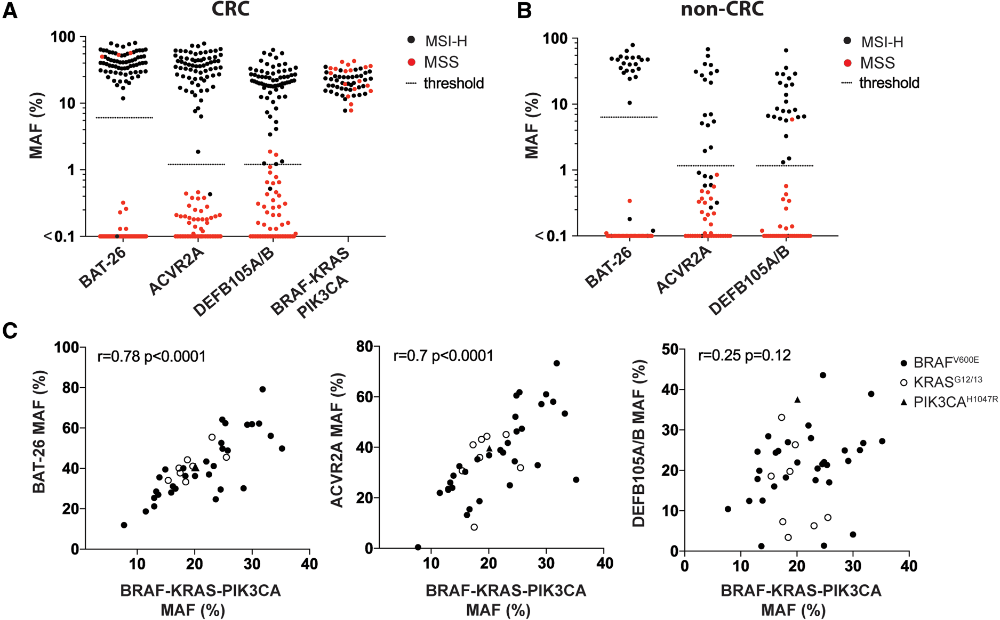 A
CRC
100
10
1
<0.1
MAF (%)
BAT-26
ACVR2A
DEFB105A/B
BRAF-KRAS
PIK3CA
MSI-H
MSS
threshold
B
non-CRC
100
10
1
<0.1
MAF (%)
BAT-26
ACVR2A
DEFB105A/B
MSI-H
MSS
threshold
C
r=0.78 p<0.0001
100
80
60
40
20
0
BAT-26 MAF (%)
10 20 30 40
BRAF-KRAS-PIK3CA
MAF (%)
r=0.7 p<0.0001
80
60
40
20
0
ACVR2A MAF (%)
10 20 30 40
BRAF-KRAS-PIK3CA
MAF (%)
r=0.25 p=0.12
50
40
30
20
10
0
DEFB105A/B MAF (%)
0 10 20 30 40
BRAF-KRAS-PIK3CA
MAF (%)
BRAFV600E
KRASG12/13
PIK3CAH1047R